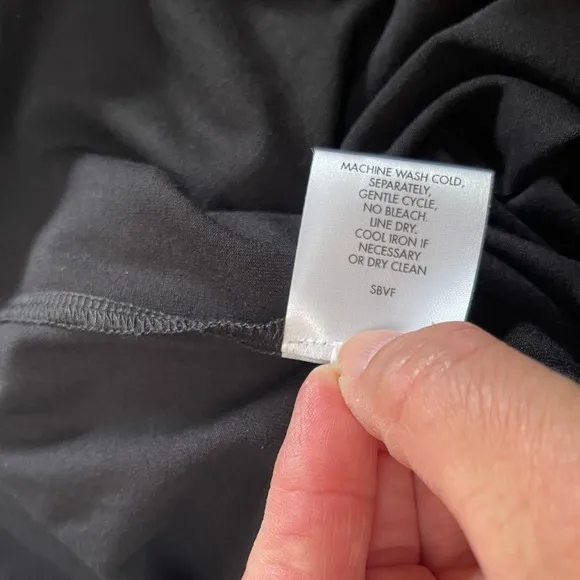 MACHINE WASH COLD,
SEPARATELY,
GENTLE CYCLE,
NO BLEACH.
LINE DRY.
COOL IRON IF
NECESSARY
OR DRY CLEAN
SBVF